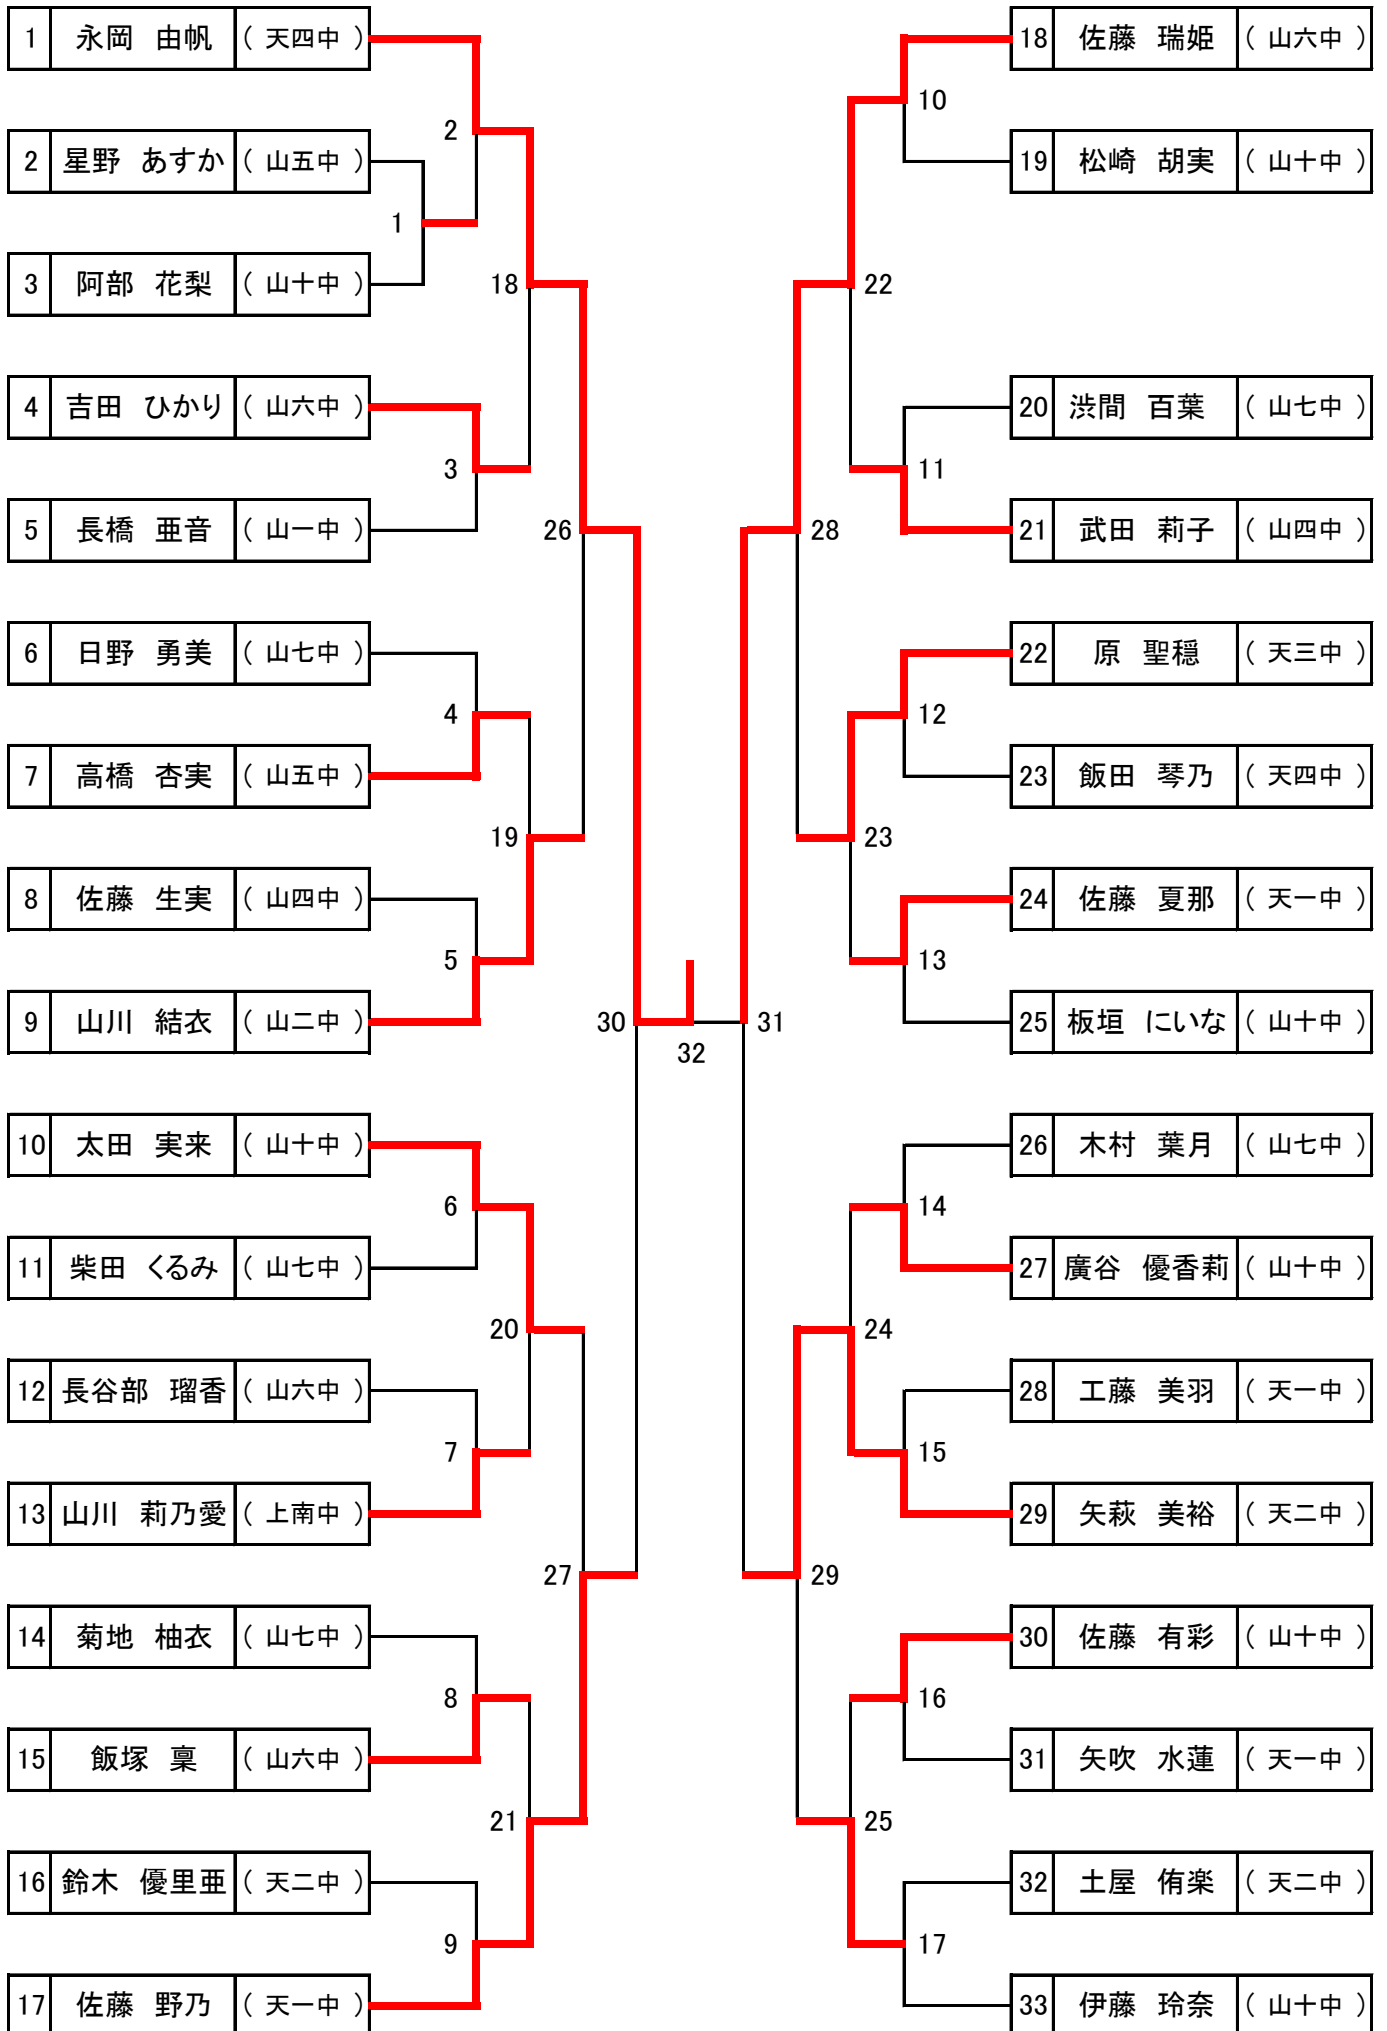 1 永岡 由帆 ( 天四中 )
2 星野 あすか ( 山五中 )
3 阿部 花梨 ( 山十中 )
4 吉田 ひかり ( 山六中 )
5 長橋 亜音 ( 山一中 )
6 日野 勇美 ( 山七中 )
7 高橋 杏実 ( 山五中 )
8 佐藤 生実 ( 山四中 )
9 山川 結衣 ( 山二中 )
10 太田 実来 ( 山十中 )
11 柴田 くるみ ( 山七中 )
12 長谷部 瑠香 ( 山六中 )
13 山川 莉乃愛 ( 上南中 )
14 菊地 柚衣 ( 山七中 )
15 飯塚 稟 ( 山六中 )
16 鈴木 優里亜 ( 天二中 )
17 佐藤 野乃 ( 天一中 )
2
1
18
3
26
4
19
5
30
6
20
7
27
8
21
9
32
10
22
11
28
12
23
13
31
14
24
15
29
16
25
17
18 佐藤 瑞姫 ( 山六中 )
19 松崎 胡実 ( 山十中 )
20 渋間 百葉 ( 山七中 )
21 武田 莉子 ( 山四中 )
22 原 聖穏 ( 天三中 )
23 飯田 琴乃 ( 天四中 )
24 佐藤 夏那 ( 天一中 )
25 板垣 にいな ( 山十中 )
26 木村 葉月 ( 山七中 )
27 廣谷 優香莉 ( 山十中 )
28 工藤 美羽 ( 天一中 )
29 矢萩 美裕 ( 天二中 )
30 佐藤 有彩 ( 山十中 )
31 矢吹 水蓮 ( 天一中 )
32 土屋 侑楽 ( 天二中 )
33 伊藤 玲奈 ( 山十中 )